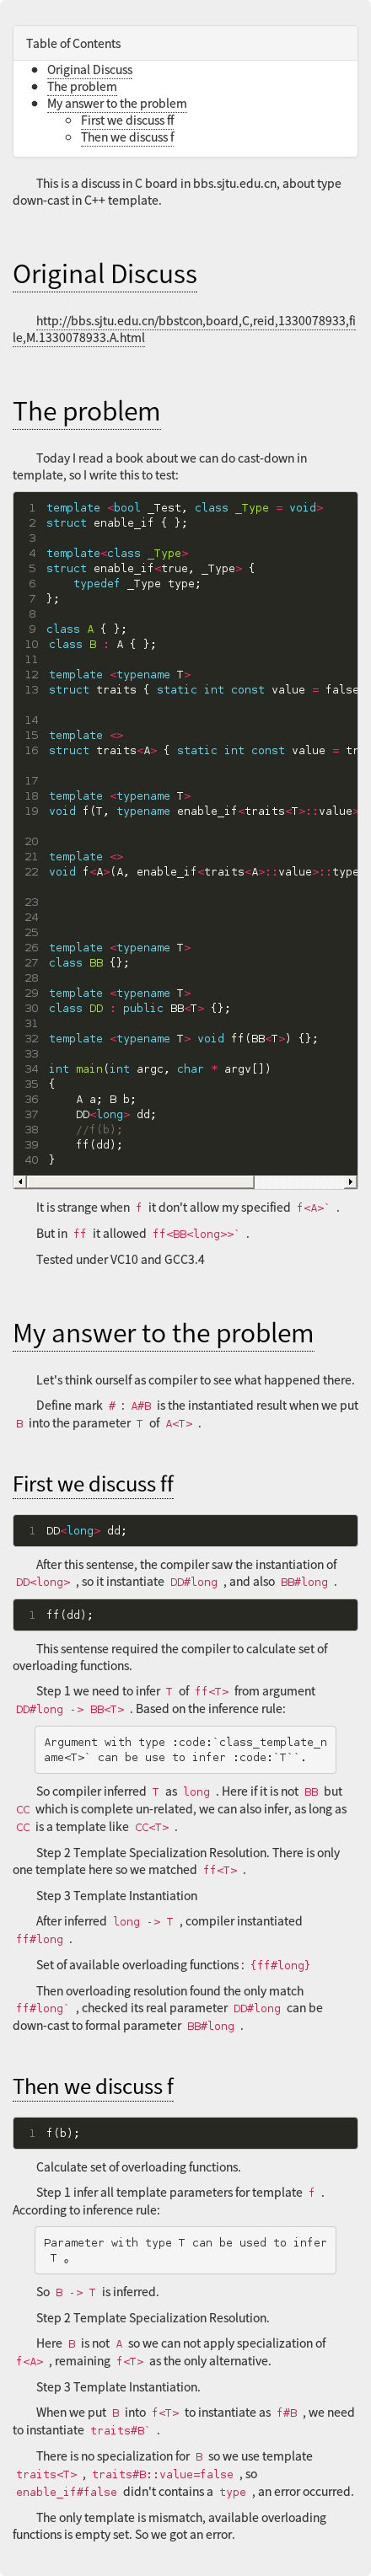 Table of Contents
Original Discuss
The problem
My answer to the problem
First we discuss ff
Then we discuss f
This is a discuss in C board in bbs.sjtu.edu.cn, about type
down-cast in C++ template.
Original Discuss
http://bbs.sjtu.edu.cn/bbstcon,board,C,reid,1330078933,fi
le,M.1330078933.A.html
The problem
Today I read a book about we can do cast-down in
template, so I write this to test:
1 template <bool _Test, class _Type = void>
2 struct enable_if { };
3
4 template<class _Type>
5 struct enable_if<true, _Type> {
6     typedef _Type type;
7 };
8
9 class A { };
10 class B : A { };
11
12 template <typename T>
13 struct traits { static int const value = false
14
15 template <>
16 struct traits<A> { static int const value = tr
17
18 template <typename T>
19 void f(T, typename enable_if<traits<T>::value>
20
21 template <>
22 void f<A>(A, enable_if<traits<A>::value>::type
23
24
25
26 template <typename T>
27 class BB {};
28
29 template <typename T>
30 class DD : public BB<T> {};
31
32 template <typename T> void ff(BB<T>) {};
33
34 int main(int argc, char * argv[])
35 {
36     A a; B b;
37     DD<long> dd;
38     //f(b);
39     ff(dd);
40 }
It is strange when f it don't allow my specified f<A>` .
But in ff it allowed ff<BB<long>>` .
Tested under VC10 and GCC3.4
My answer to the problem
Let's think ourself as compiler to see what happened there.
Define mark # : A#B is the instantiated result when we put
B into the parameter T of A<T> .
First we discuss ff
1 DD<long> dd;
After this sentence, the compiler saw the instantiation of
DD<long> , so it instantiate DD#long , and also BB#long .
1 ff(dd);
This sentence required the compiler to calculate set of
overloading functions.
Step 1 we need to infer T of ff<T> from argument
DD#long -> BB<T> . Based on the inference rule:
Argument with type :code:`class_template_n
ame<T>` can be use to infer :code:`T``.
So compiler inferred T as long . Here if it is not BB but
CC which is complete un-related, we can also infer, as long as
CC is a template like CC<T> .
Step 2 Template Specialization Resolution. There is only
one template here so we matched ff<T> .
Step 3 Template Instantiation
After inferred long -> T , compiler instantiated
ff#long .
Set of available overloading functions : {ff#long}
Then overloading resolution found the only match
ff#long` , checked its real parameter DD#long can be
down-cast to formal parameter BB#long .
Then we discuss f
1 f(b);
Calculate set of overloading functions.
Step 1 infer all template parameters for template f .
According to inference rule:
Parameter with type T can be used to infer
T 。
So B -> T is inferred.
Step 2 Template Specialization Resolution.
Here B is not A so we can not apply specialization of
f<A> , remaining f<T> as the only alternative.
Step 3 Template Instantiation.
When we put B into f<T> to instantiate as f#B , we need
to instantiate traits#B` .
There is no specialization for B so we use template
traits<T> , traits#B::value=false , so
enable_if#false didn't contains a type , an error occurred.
The only template is mismatch, available overloading
functions is empty set. So we got an error.